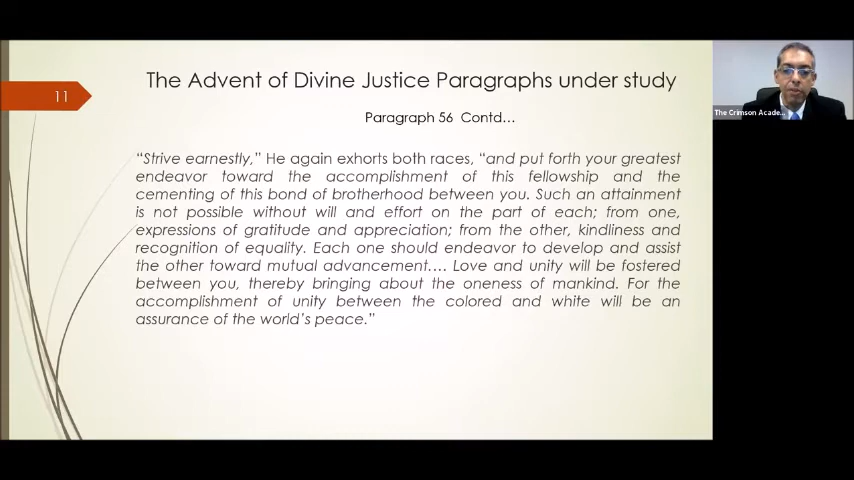 The Advent of Divine Justice Paragraphs under study
11
Paragraph 56 Contd...
“Strive earnestly,” He again exhorts both races, “and put forth your greatest
endeavor toward the accomplishment of this fellowship and the
cementing of this bond of brotherhood between you. Such an attainment
is not possible without will and effort on the part of each; from one,
expressions of gratitude and appreciation; from the other, kindliness and
recognition of equality. Each one should endeavor to develop and assist
the other toward mutual advancement.... Love and unity will be fostered
between you, thereby bringing about the oneness of mankind. For the
accomplishment of unity between the colored and white will be an
assurance of the world’s peace.”
The Crimson Acade...